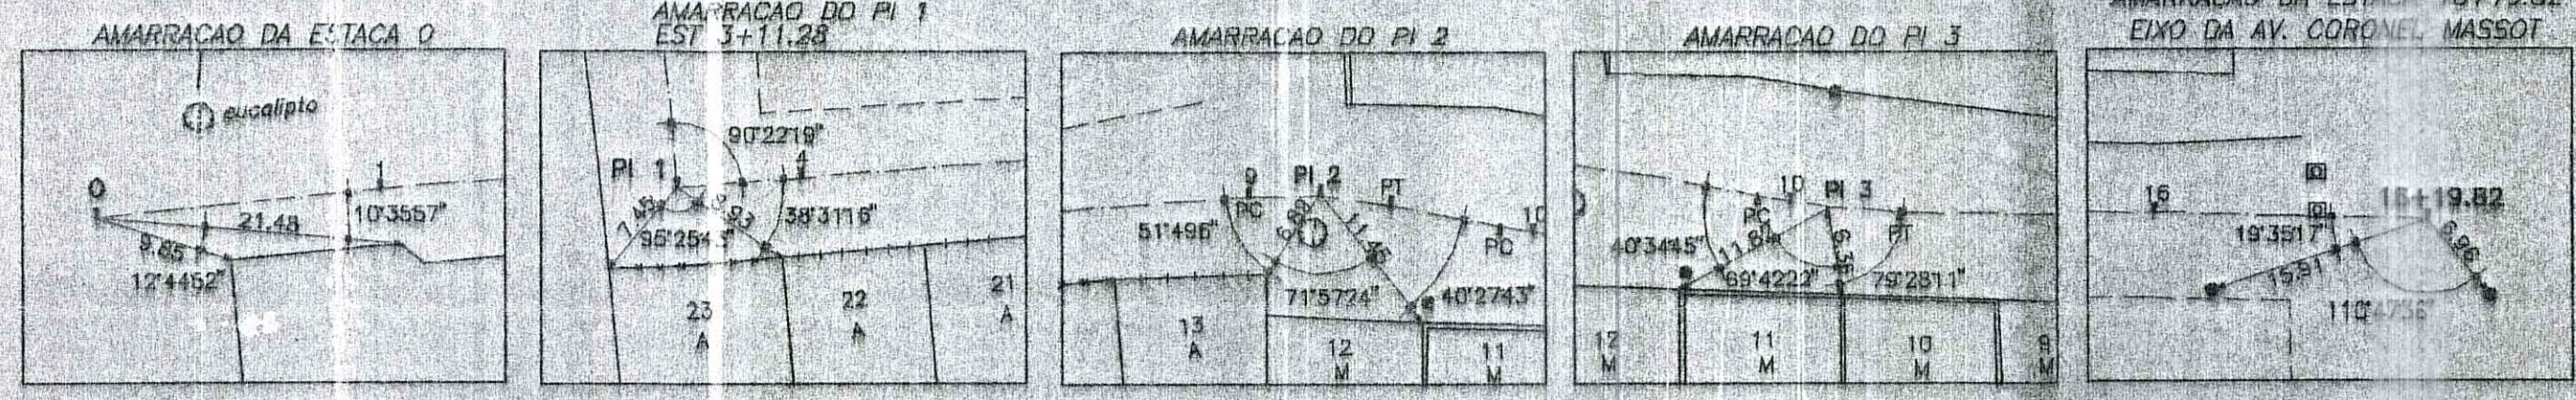 AMARRACAO DA ESTACA 0
eucalipto
0
1
21,48
10°35'57"
9.65
12°44'52"
AMARRACAO DO PI 1
EST 3+11.28
90°22'19"
PI 1
4
38°31'16"
23
A
22
A
21
A
AMARRACAO DO PI 2
9
PI 2
PT
PC
51°49'6"
PC
10
71°57'24"
40°27'43"
13
A
12
M
11
M
AMARRACAO DO PI 3
10
PI 3
PC
PT
40°34'45"
69°42'22"
79°28'11"
12
M
11
M
10
M
9
M
EIXO DA AV. CORONEL MASSOT
16
16+19.82
19°35'17"
15.91
6.96
110°47'56"